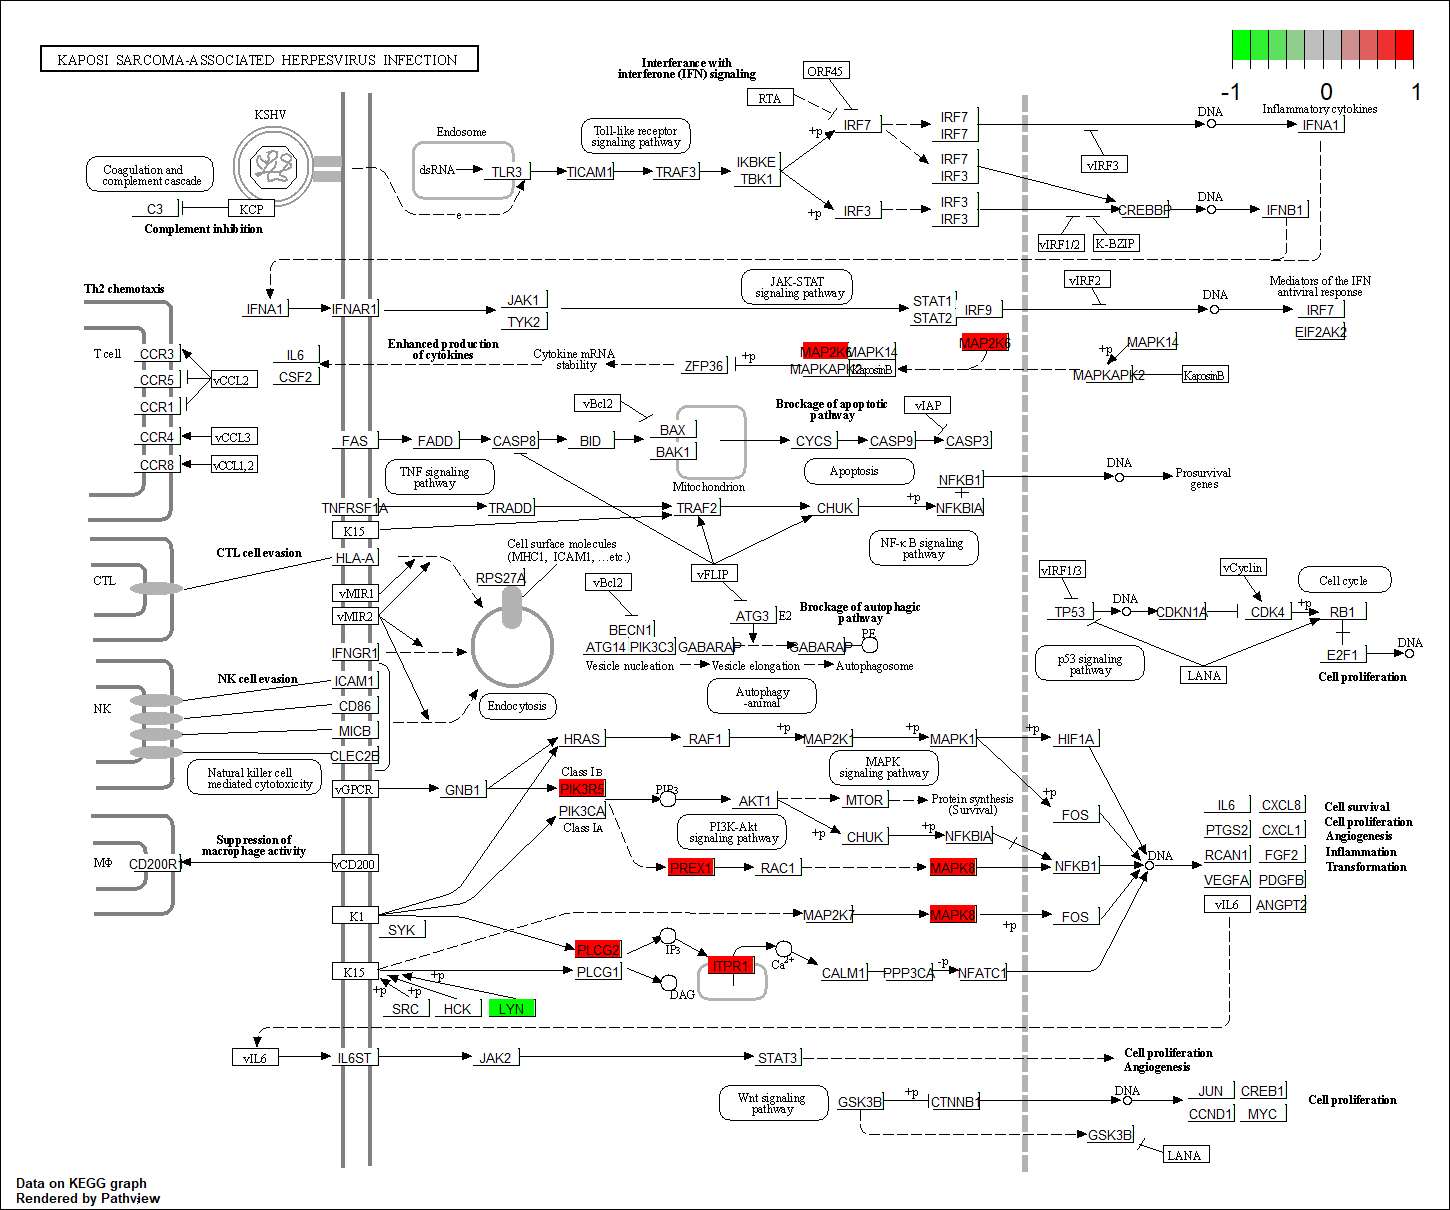 KAPOSI SARCOMA-ASSOCIATED HERPESVIRUS INFECTION
-1
0
1
Interferance with
interferone (IFN) signaling
ORF45
RTA
KSHV
Endosome
Toll-like receptor
signaling pathway
dsRNA
TLR3
TICAM1
TRAF3
IKBKE
TBK1
+p
IRF7
IRF7
IRF7
IRF7
IRF3
+p
IRF3
IRF3
IRF3
DNA
Inflammatory cytokines
IFNA1
vIRF3
CREBBP
DNA
IFNB1
vIRF1/2
K-BZIP
Coagulation and
complement cascade
C3
KCP
Complement inhibition
e
Th2 chemotaxis
IFNA1
IFNAR1
JAK1
TYK2
JAK-STAT
signaling pathway
STAT1
STAT2
IRF9
vIRF2
DNA
Mediators of the IFN
antiviral response
IRF7
EIF2AK2
T cell
CCR3
CCR5
CCR1
CCR4
CCR8
vCCL2
vCCL3
vCCL1,2
IL6
CSF2
Enhanced production
of cytokines
Cytokine mRNA
stability
ZFP36
+p
MAP2K6
MAPK14
MAPKAPK2
KaposinB
MAP2K6
+p
MAPK14
MAPKAPK2
KaposinB
vBcl2
Brockage of apoptotic
pathway
vIAP
FAS
FADD
CASP8
BID
BAX
BAK1
CYCS
CASP9
CASP3
TNF signaling
pathway
Mitochondrion
Apoptosis
NFKB1
DNA
Prosurvival
genes
TNFRSF1A
TRADD
TRAF2
CHUK
+p
NFKBIA
K15
NF-κB signaling
pathway
CTL cell evasion
HLA-A
CTL
vMIR1
vMIR2
IFNGR1
Cell surface molecules
(MHC1, ICAM1, ...etc.)
RPS27A
vBcl2
vFLIP
ATG3
E2
Brockage of autophagic
pathway
BECN1
ATG14
PIK3C3
GABARAP
GABARAP
PE
Vesicle nucleation
Vesicle elongation
Autophagosome
Autophagy
-animal
Endocytosis
vIRF1/3
TP53
DNA
CDKN1A
vCyclin
CDK4
+p
Cell cycle
RB1
E2F1
DNA
p53 signaling
pathway
LANA
Cell proliferation
NK cell evasion
NK
ICAM1
CD86
MICB
CLEC2B
Natural killer cell
mediated cytotoxicity
vGPCR
GNB1
HRAS
RAF1
+p
MAP2K1
+p
MAPK1
+p
HIF1A
MAPK
signaling pathway
Class IB
PIK3R5
PIK3CA
Class IA
PIP3
AKT1
MTOR
Protein synthesis
(Survival)
+p
FOS
PI3K-Akt
signaling pathway
+p
CHUK
+p
NFKBIA
PREX1
RAC1
MAPK8
NFKB1
DNA
IL6
CXCL8
PTGS2
CXCL1
RCAN1
FGF2
VEGFA
PDGFB
vIL6
ANGPT2
Cell survival
Cell proliferation
Angiogenesis
Inflammation
Transformation
Suppression of
macrophage activity
MΦ
CD200R1
vCD200
K1
SYK
MAP2K7
MAPK8
+p
FOS
PLCG2
PLCG1
IP3
DAG
ITPR1
Ca2+
CALM1
PPP3CA
-p
NFATC1
K15
+p
+p
+p
SRC
HCK
LYN
vIL6
IL6ST
JAK2
STAT3
Cell proliferation
Angiogenesis
Wnt signaling
pathway
GSK3B
+p
CTNNB1
DNA
JUN
CREB1
CCND1
MYC
Cell proliferation
GSK3B
LANA
Data on KEGG graph
Rendered by Pathview